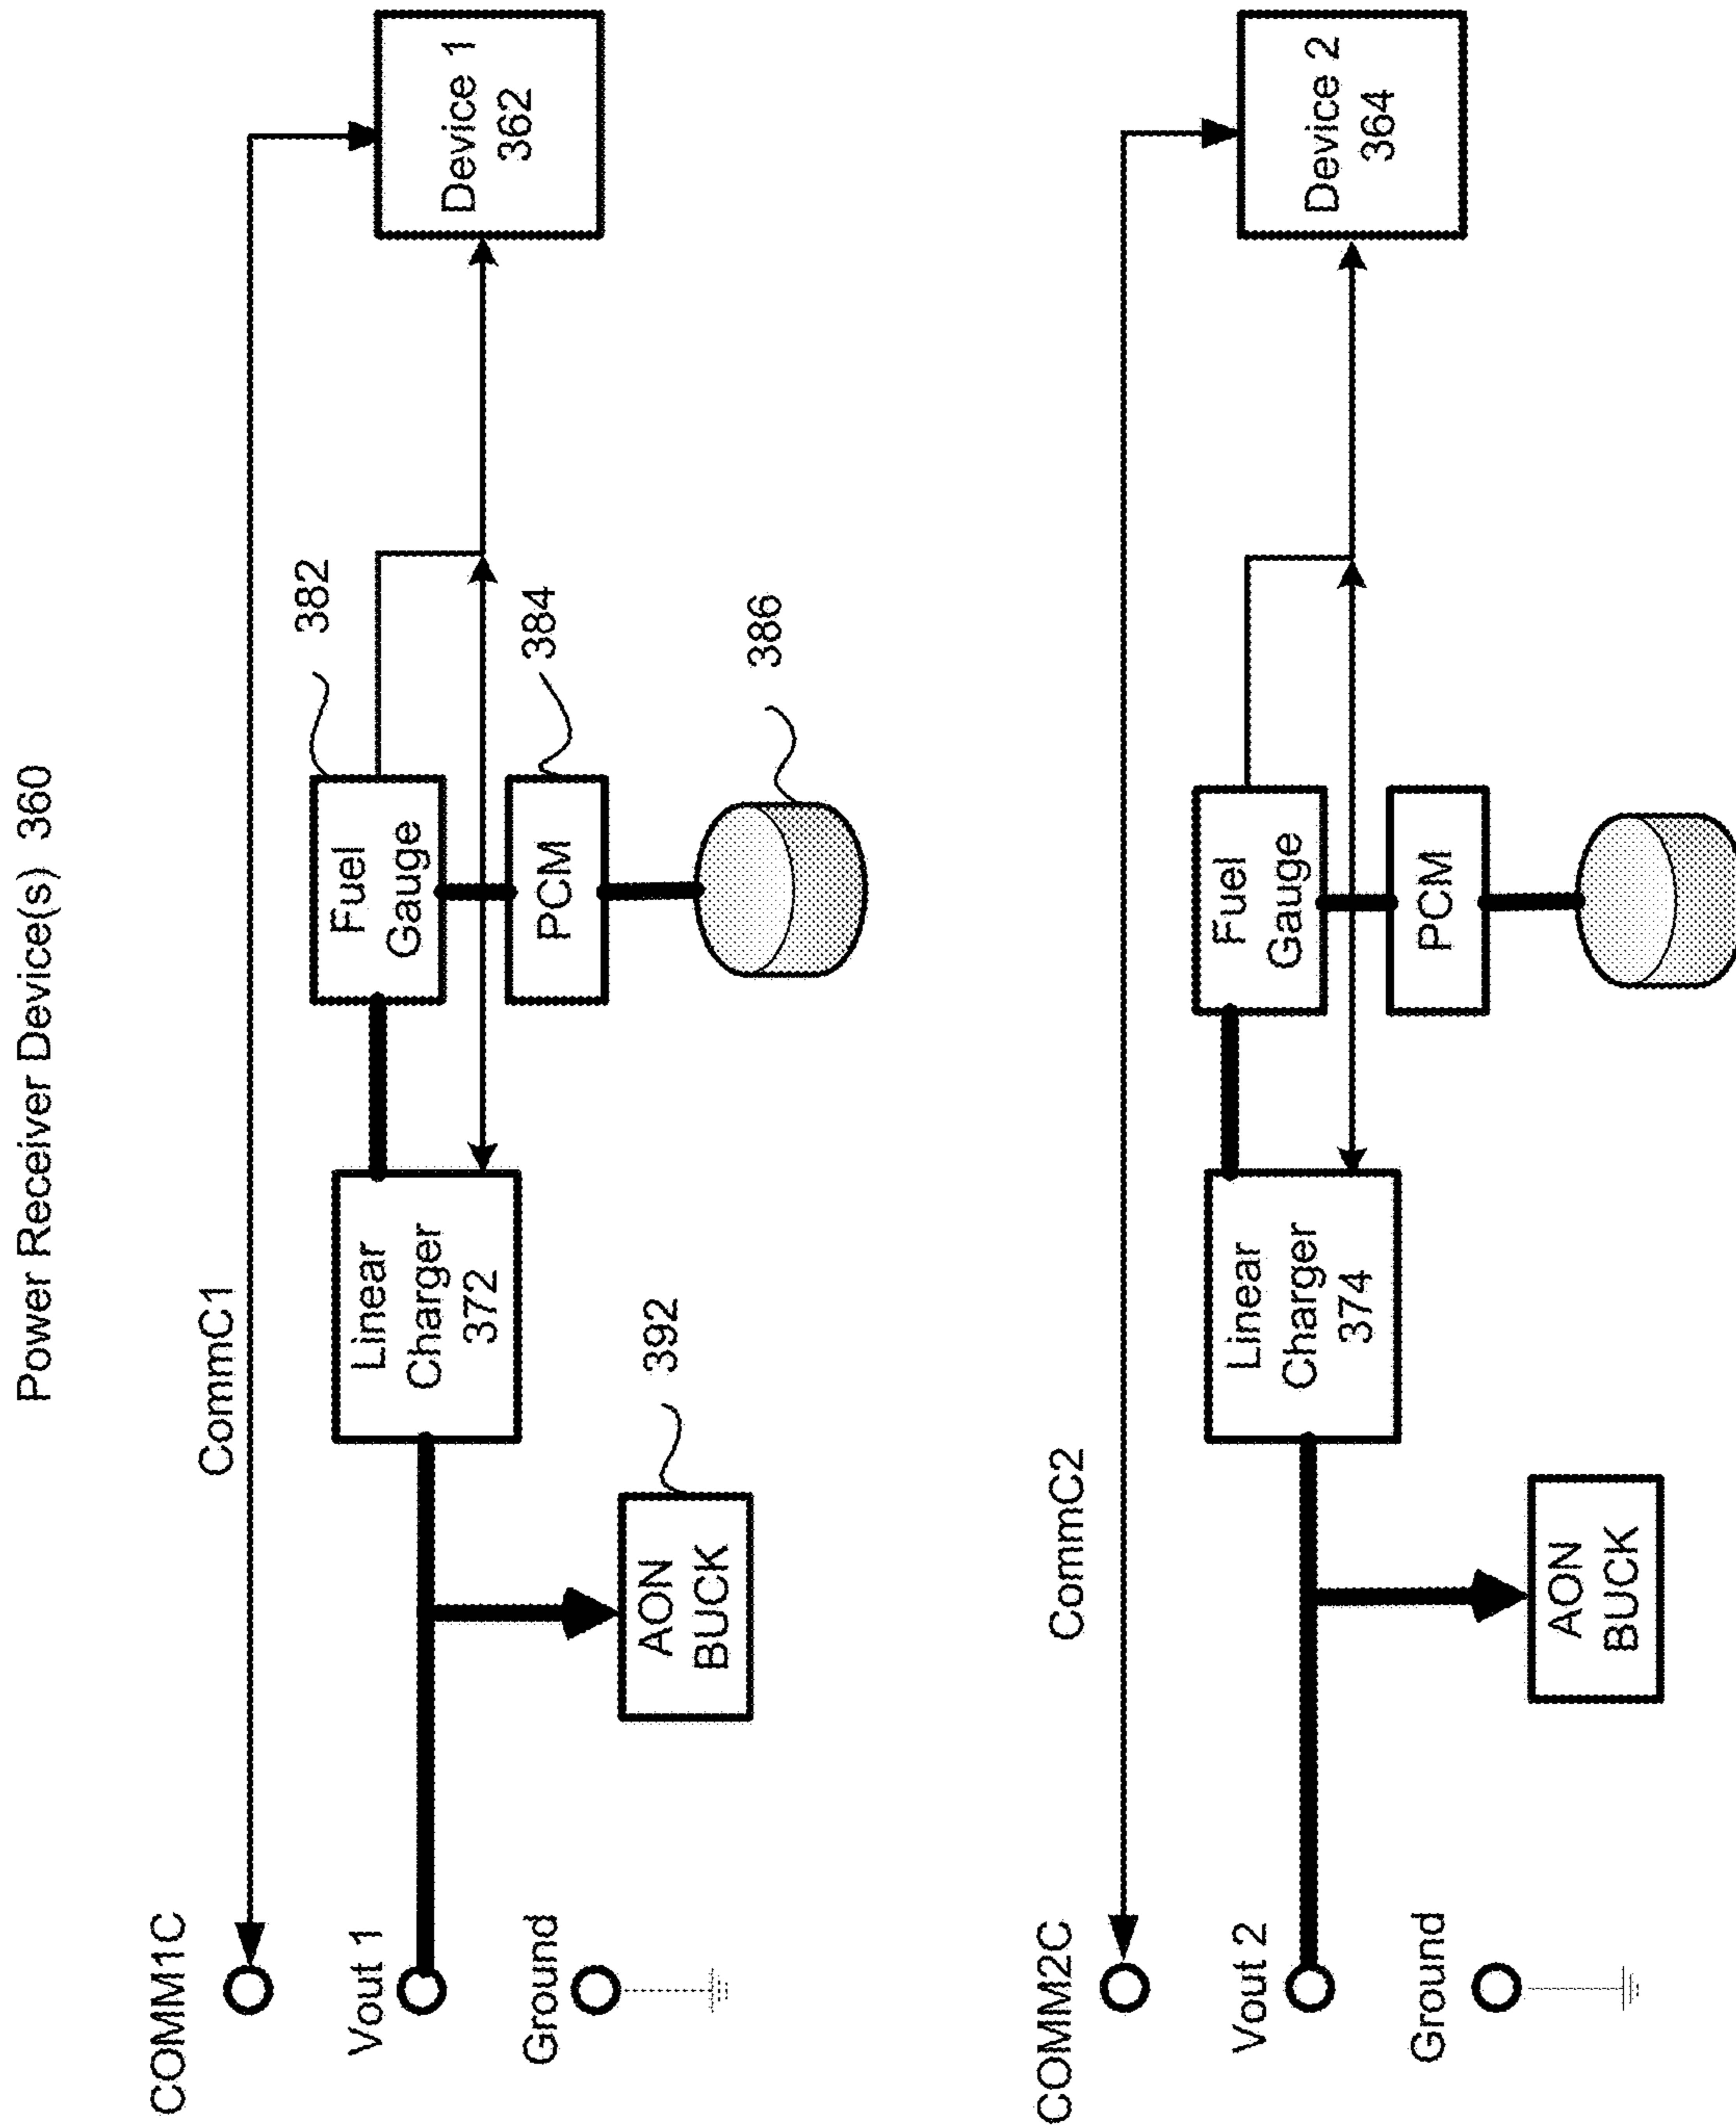 Power Receiver Device(s) 360
COMM1C
CommC1
Vout 1
Ground
AON
BUCK
392
Linear
Charger
372
Fuel
Gauge
382
PCM
384
386
Device 1
362
COMM2C
CommC2
Vout 2
Ground
AON
BUCK
Linear
Charger
374
Fuel
Gauge
PCM
Device 2
364